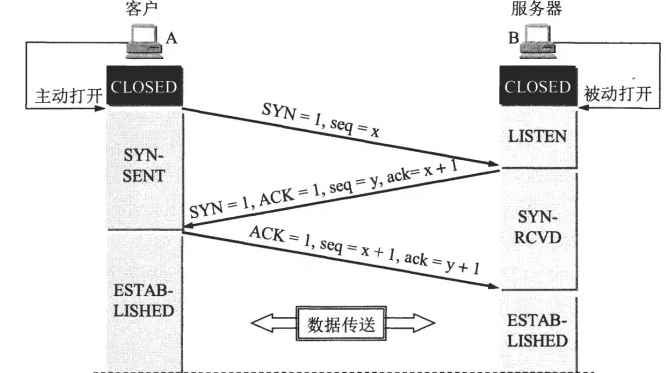 客户
服务器
A
B
CLOSED
CLOSED
主动打开
被动打开
SYN = 1, seq = x
LISTEN
SYN-
SENT
SYN = 1, ACK = 1, seq = y, ack= x + 1
SYN-
RCVD
ACK = 1, seq = x + 1, ack = y + 1
ESTAB-
LISHED
数据传送
ESTAB-
LISHED